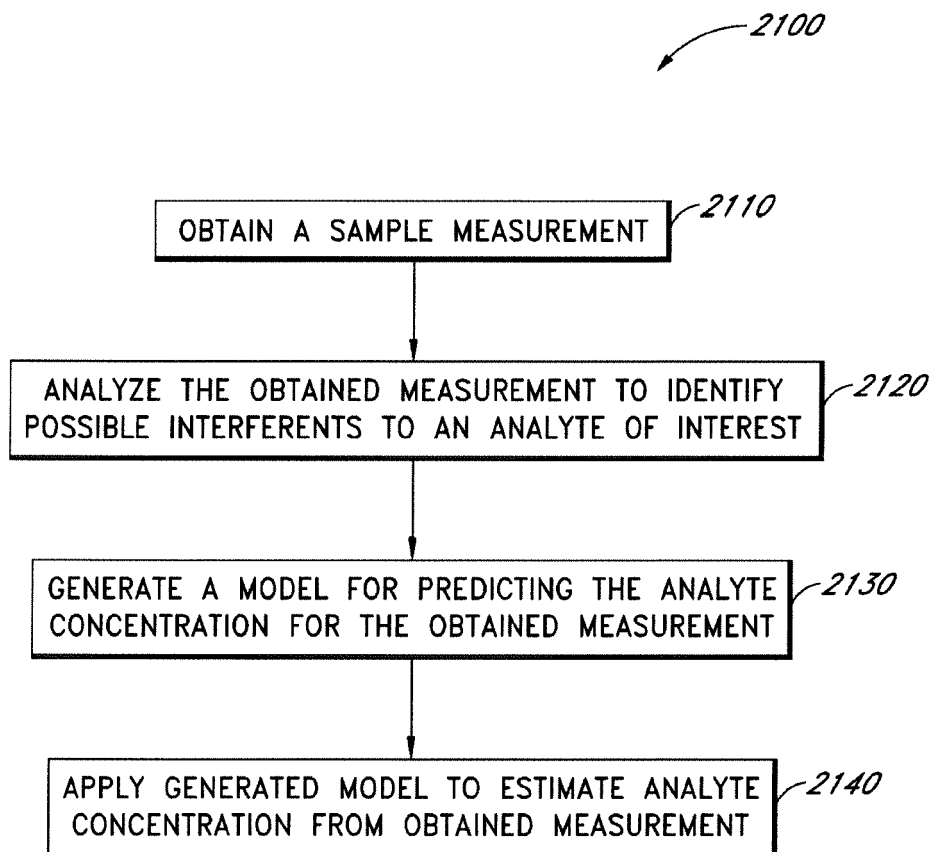 2100
OBTAIN A SAMPLE MEASUREMENT
2110
ANALYZE THE OBTAINED MEASUREMENT TO IDENTIFY
POSSIBLE INTERFERENTS TO AN ANALYTE OF INTEREST
2120
GENERATE A MODEL FOR PREDICTING THE ANALYTE
CONCENTRATION FOR THE OBTAINED MEASUREMENT
2130
APPLY GENERATED MODEL TO ESTIMATE ANALYTE
CONCENTRATION FROM OBTAINED MEASUREMENT
2140